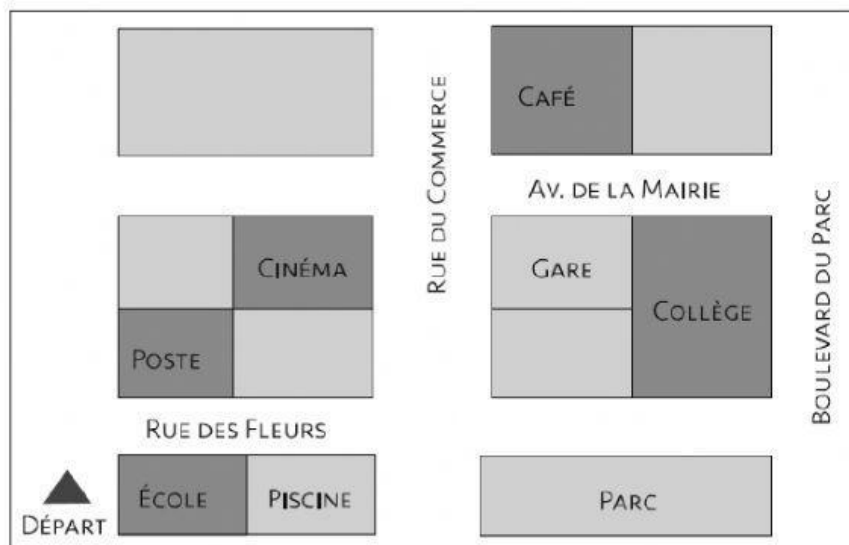 CAFÉ
RUE DU COMMERCE
AV. DE LA MAIRIE
CINÉMA
GARE
COLLÈGE
BOULEVARD DU PARC
POSTE
RUE DES FLEURS
ÉCOLE
PISCINE
PARC
DÉPART